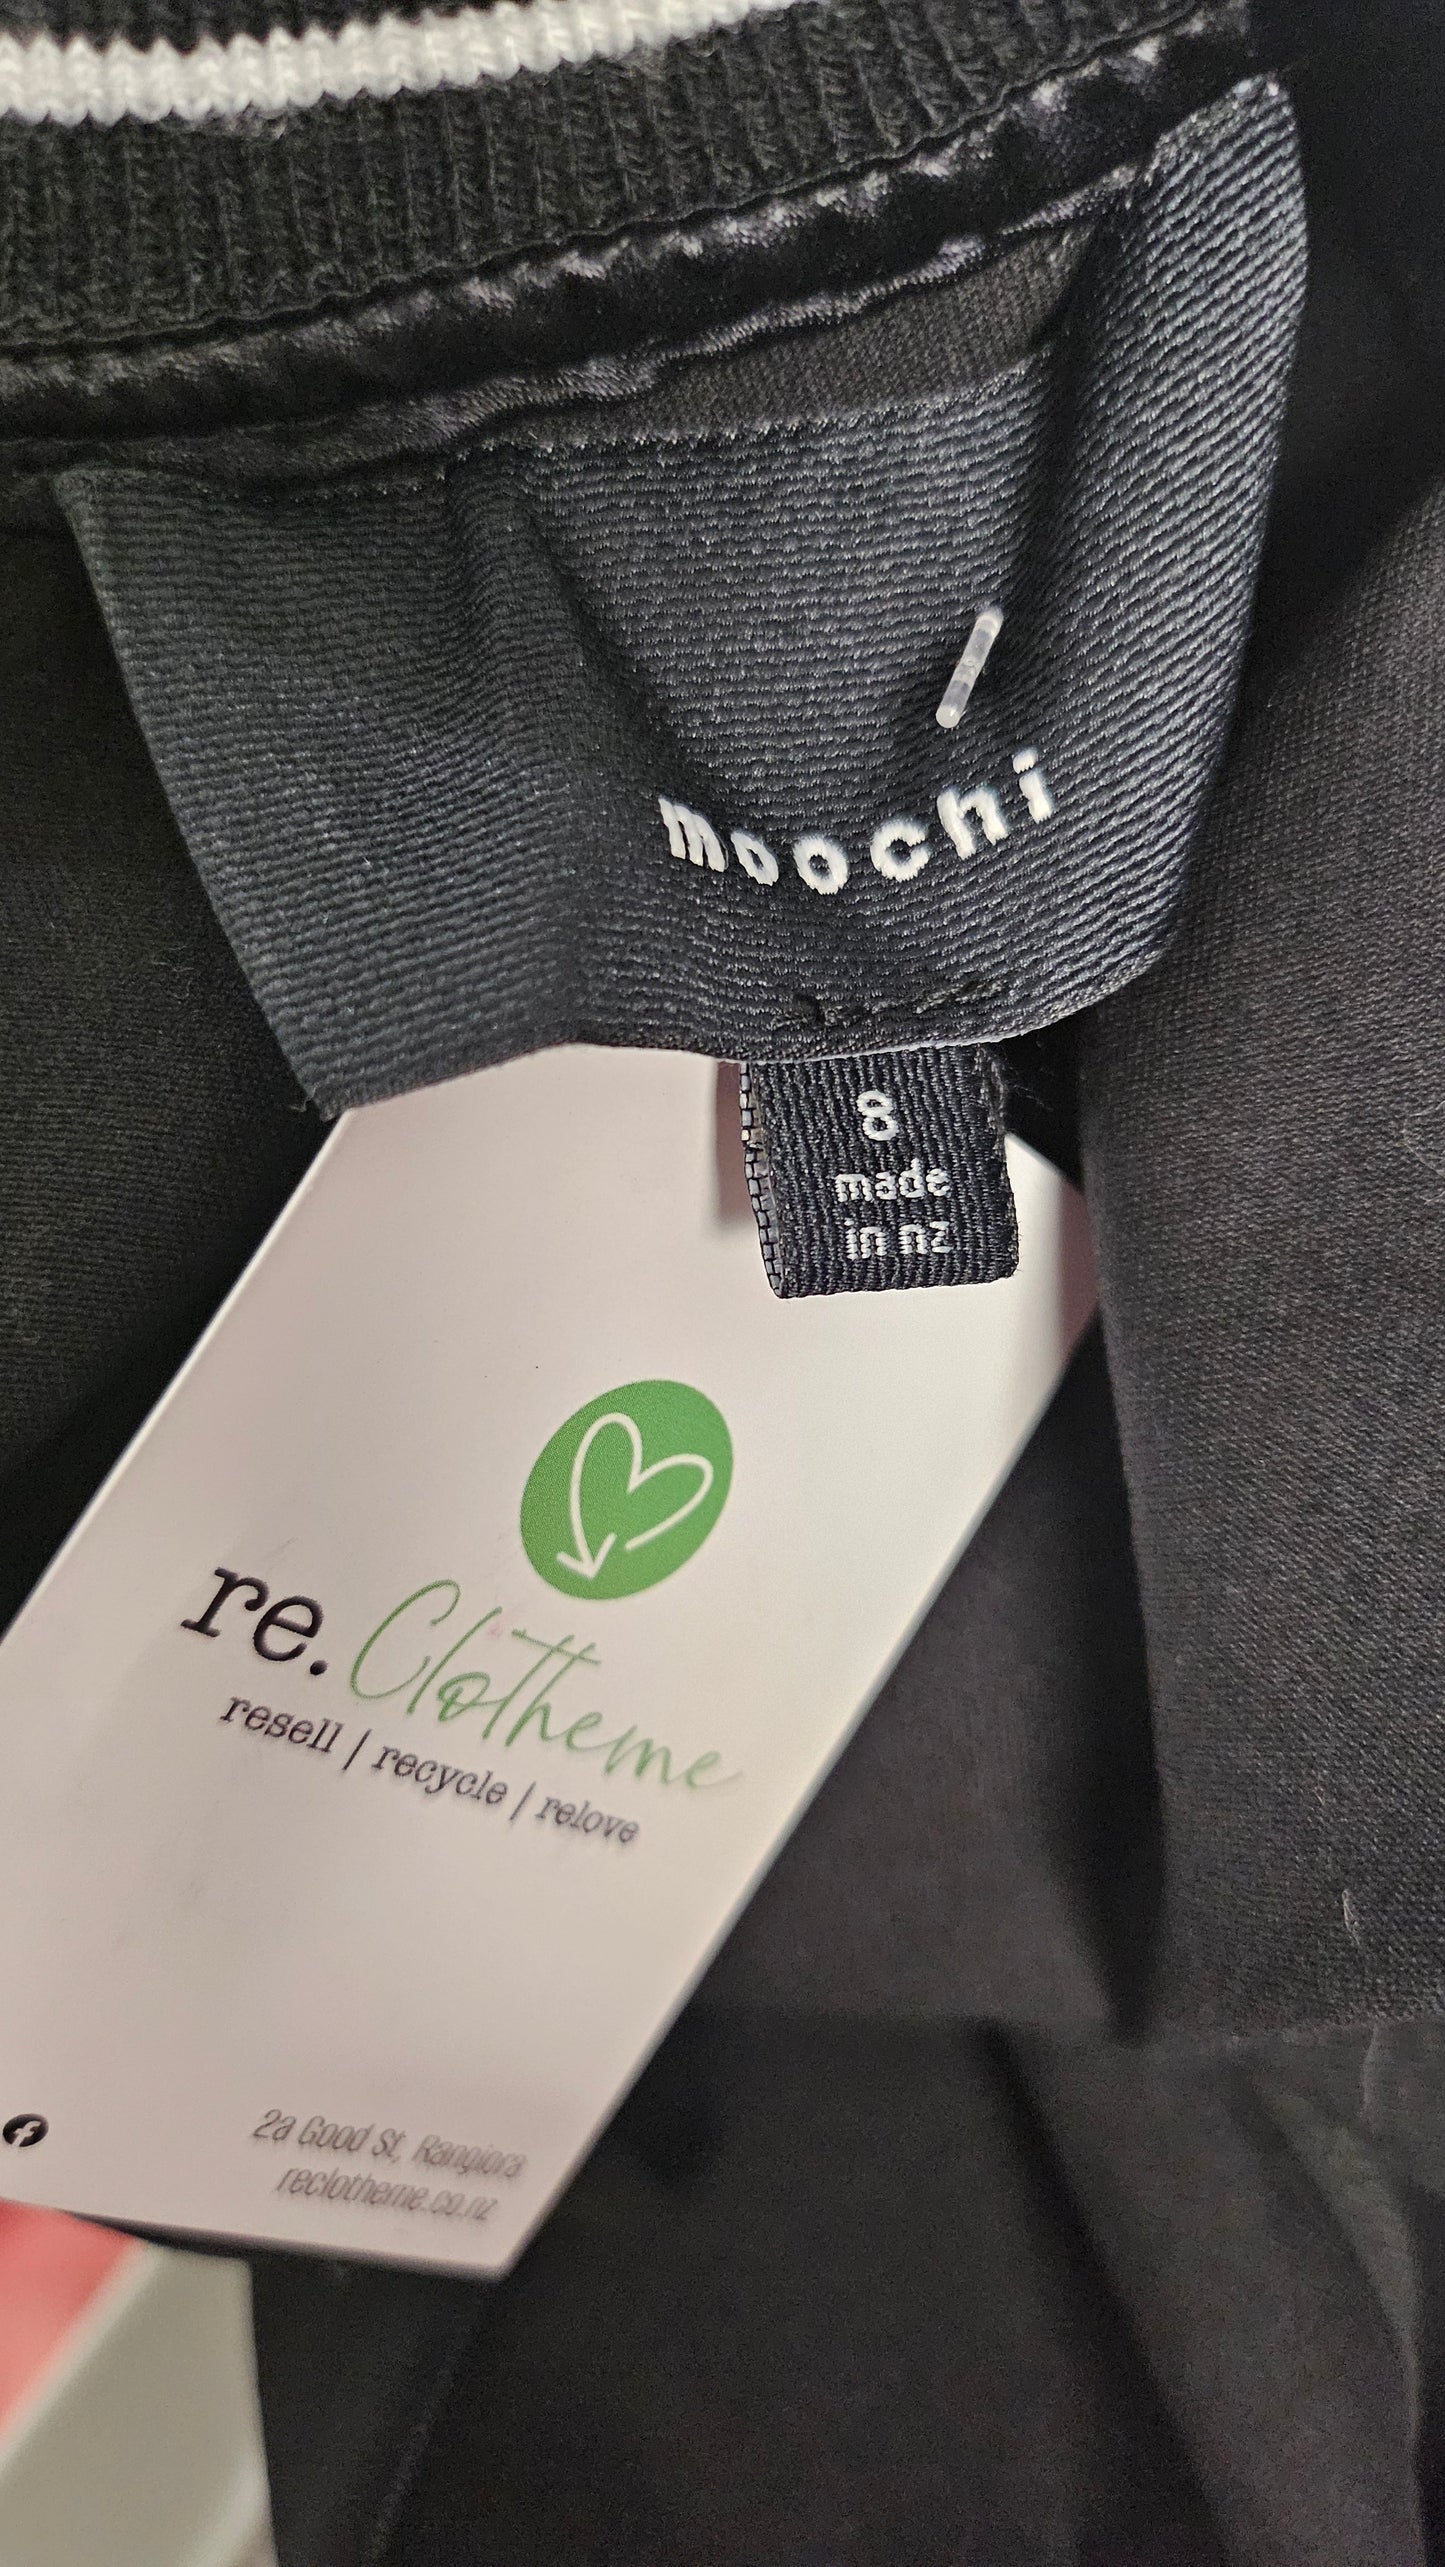 moochi
8
made
in nz
re.Clotheme
resell | recycle | relove
2a Good St, Rangiora
reclotheme.co.nz